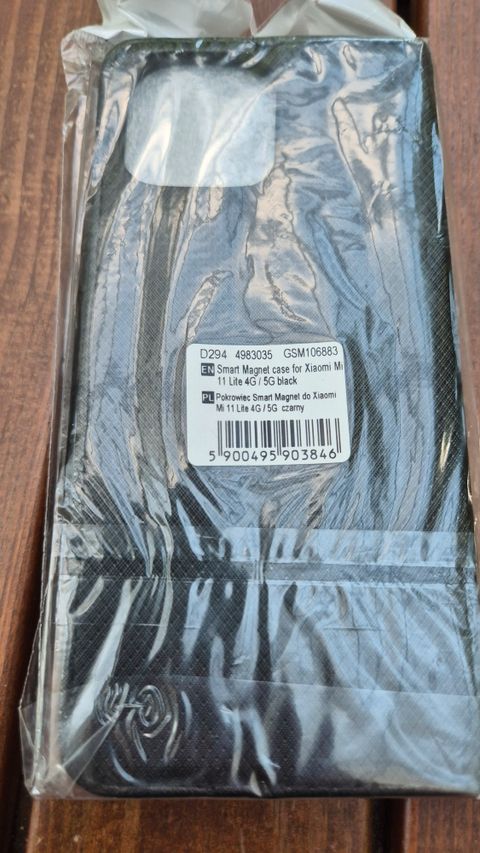 D294 4983035 GSM106883
EN Smart Magnet case for Xiaomi Mi
11 Lite 4G / 5G black
PL Pokrowiec Smart Magnet do Xiaomi
Mi 11 Lite 4G / 5G czarny
5 900495 903846